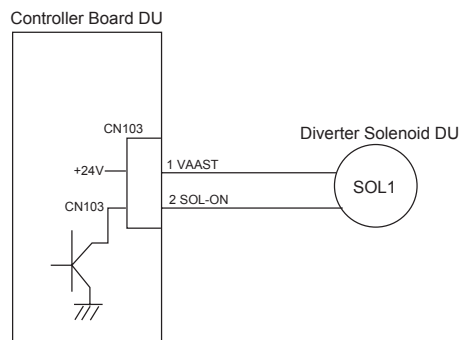 Controller Board DU
CN103
Diverter Solenoid DU
1 VAAST
+24V
SOL1
CN103
2 SOL-ON